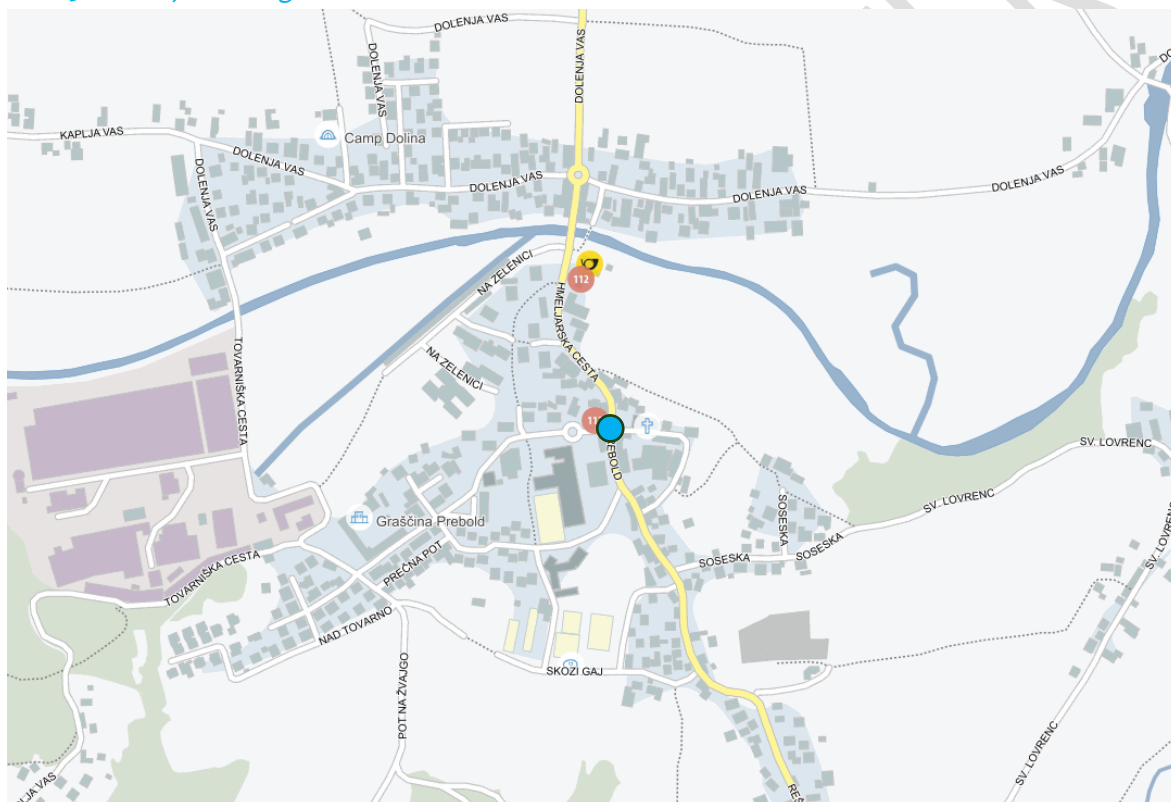 DOLENJA VAS
DOLENJA VAS
DOLENJA VAS
DOLENJA VAS
KAPLJA VAS
Camp Dolina
DOLENJA VAS
DOLENJA VAS
DOLENJA VAS
DOLENJA VAS
DOLENJA VAS
NA ZELENICI
112
HMELJARSKA CESTA
TOVARNIŠKA CESTA
NA ZELENICI
SV. LOVRENC
SV. LOVRENC
SOSESKA
Graščina Prebold
SOSESKA
SOSESKA
PREČNA POT
TOVARNIŠKA CESTA
SV. LOVRENC
NAD TOVARNO
SKOZI GAJ
POT NA ŽVAJGO
SV. LOVRENC